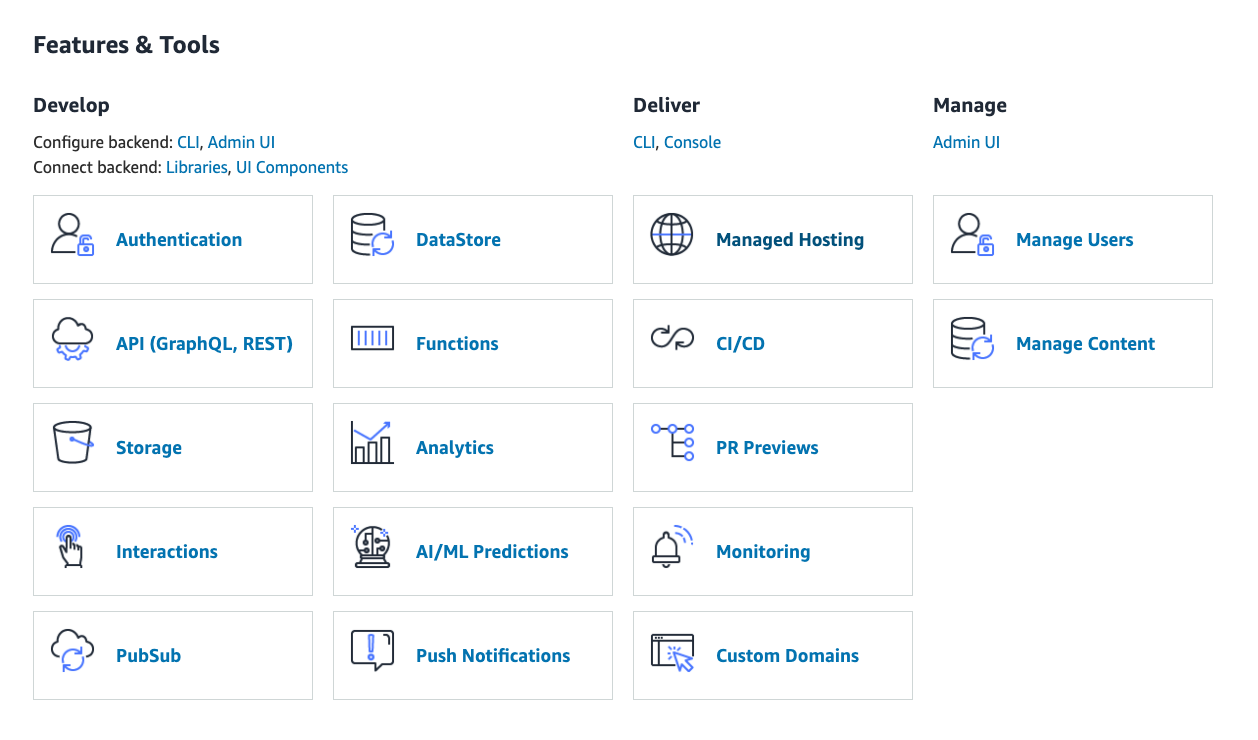 Features & Tools
Develop
Configure backend: CLI, Admin UI
Connect backend: Libraries, UI Components
Authentication
DataStore
API (GraphQL, REST)
Functions
Storage
Analytics
Interactions
AI/ML Predictions
PubSub
Push Notifications
Deliver
CLI, Console
Managed Hosting
CI/CD
PR Previews
Monitoring
Custom Domains
Manage
Admin UI
Manage Users
Manage Content